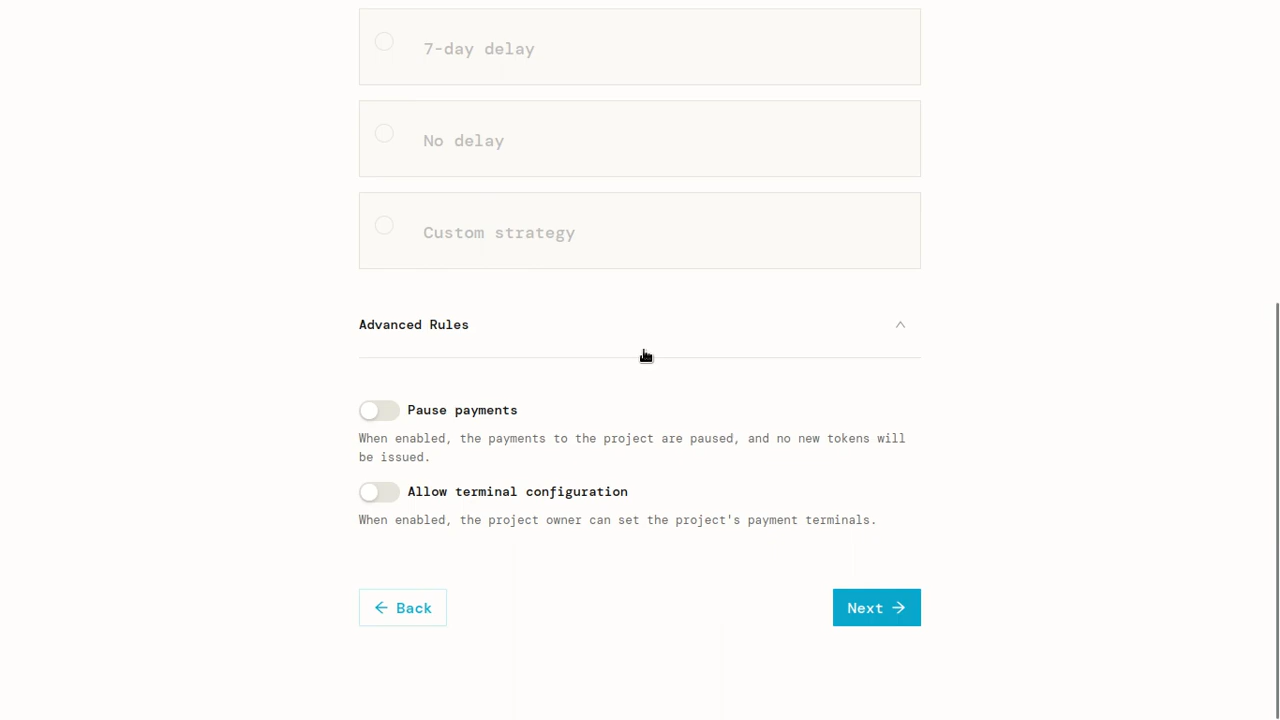 7-day delay
No delay
Custom strategy
Advanced Rules
Pause payments
When enabled, the payments to the project are paused, and no new tokens will
be issued.
Allow terminal configuration
When enabled, the project owner can set the project's payment terminals.
← Back
Next →